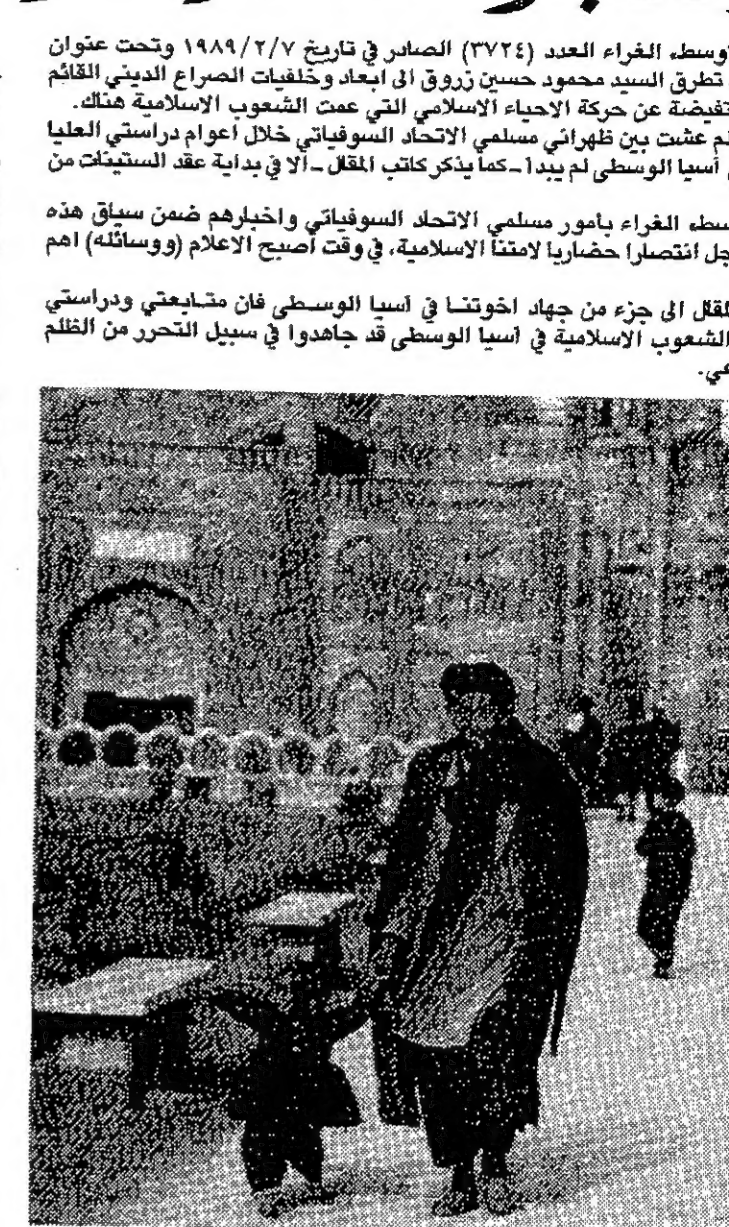 وسط، الغراء العدد (٣٧٢٤) الصادر في تاريخ ١٩٨٩/٢/٧ وتحت عنوان
تطرق السيد محمود حسين زروق الى ابعاد وخلفيات الصراع الديني القائم
تفيضة عن حركة الاحياء الاسلامي التي عمت الشعوب الاسلامية هناك.
م عشت بين ظهراني مسلمي الاتحاد السوفياتي خلال اعوام دراستي العليا
آسيا الوسطى لم يبدأ ـ كما يذكر كاتب المقال ـ الا في بداية عقد الستينات من
سط، الغراء بأمور مسلمي الاتحاد السوفياتي واخبارهم ضمن سياق هذه
جل انتصارا حضاريا لامتنا الاسلامية، في وقت أصبح الاعلام (ووسائله) اهم
لمقال الى جزء من جهاد اخوتنا في آسيا الوسطى فان متابعتي ودراستي
الشعوب الاسلامية في آسيا الوسطى قد جاهدوا في سبيل التحرر من الظلم
عي.